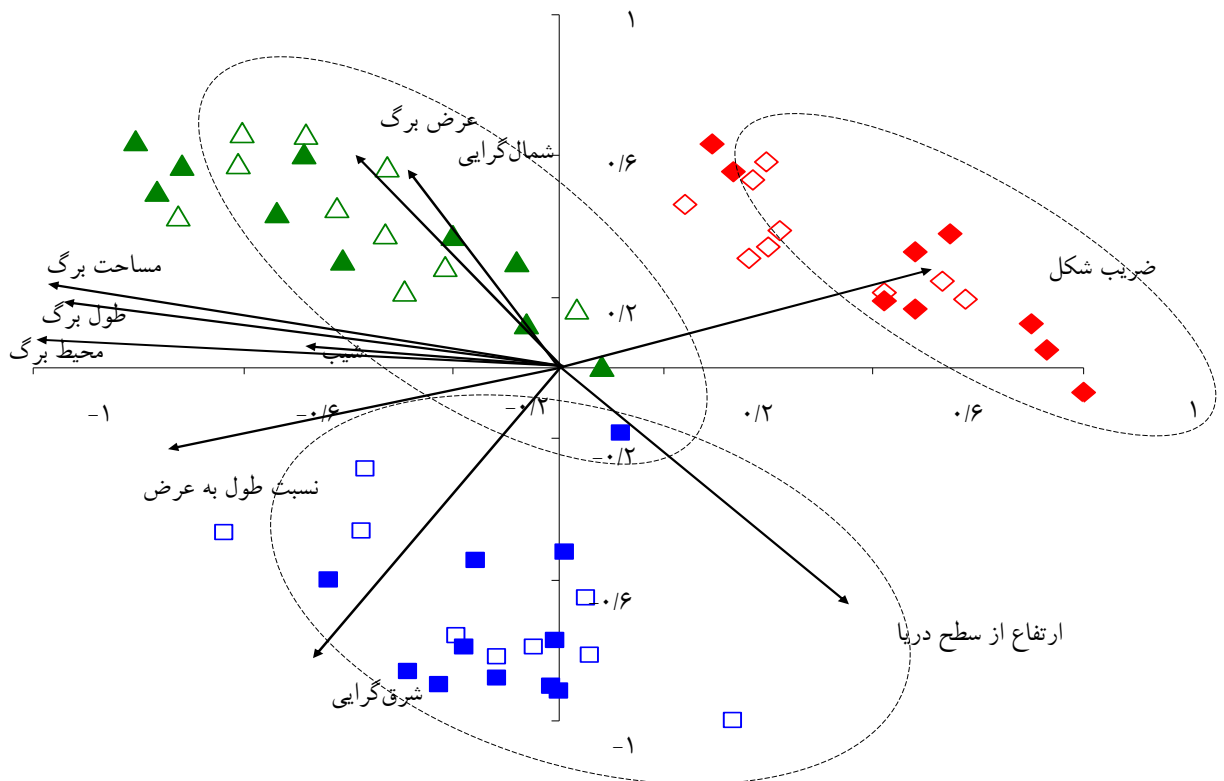 ۱
عرض برگ
شمال‌گرایی
۰/۶
مساحت برگ
ضریب شکل
طول برگ
۰/۲
محیط برگ
شیب
−۱
−۰/۶
−۰/۲
۰/۲
۰/۶
۱
−۰/۲
نسبت طول به عرض
−۰/۶
ارتفاع از سطح دریا
شرق‌گرایی
−۱